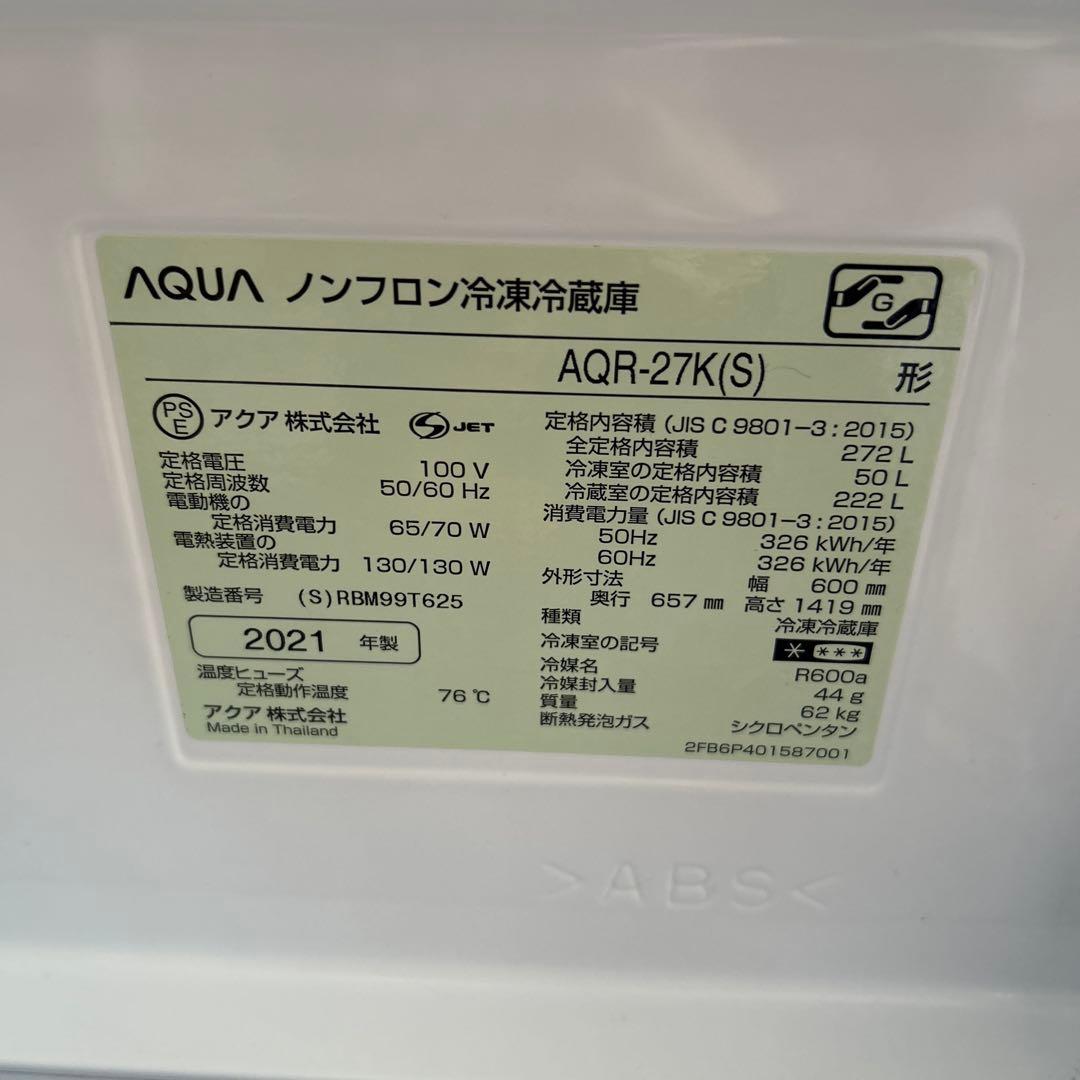 AQUA ノンフロン冷凍冷蔵庫
G
AQR-27K(S) 形
PSE アクア 株式会社 S JET
定格電圧 100 V
定格周波数 50/60 Hz
電動機の
定格消費電力 65/70 W
電熱装置の
定格消費電力 130/130 W
製造番号 (S)RBM99T625
2021 年製
温度ヒューズ
定格動作温度 76 ℃
アクア 株式会社
Made in Thailand
定格内容積 (JIS C 9801-3:2015)
全定格内容積 272 L
冷凍室の定格内容積 50 L
冷蔵室の定格内容積 222 L
消費電力量 (JIS C 9801-3:2015)
50Hz 326 kWh/年
60Hz 326 kWh/年
外形寸法 幅 600 ㎜
奥行 657 ㎜ 高さ 1419 ㎜
種類 冷凍冷蔵庫
冷凍室の記号 * ***
冷媒名 R600a
冷媒封入量 44 g
質量 62 kg
断熱発泡ガス シクロペンタン
2FB6P401587001
>ABS<